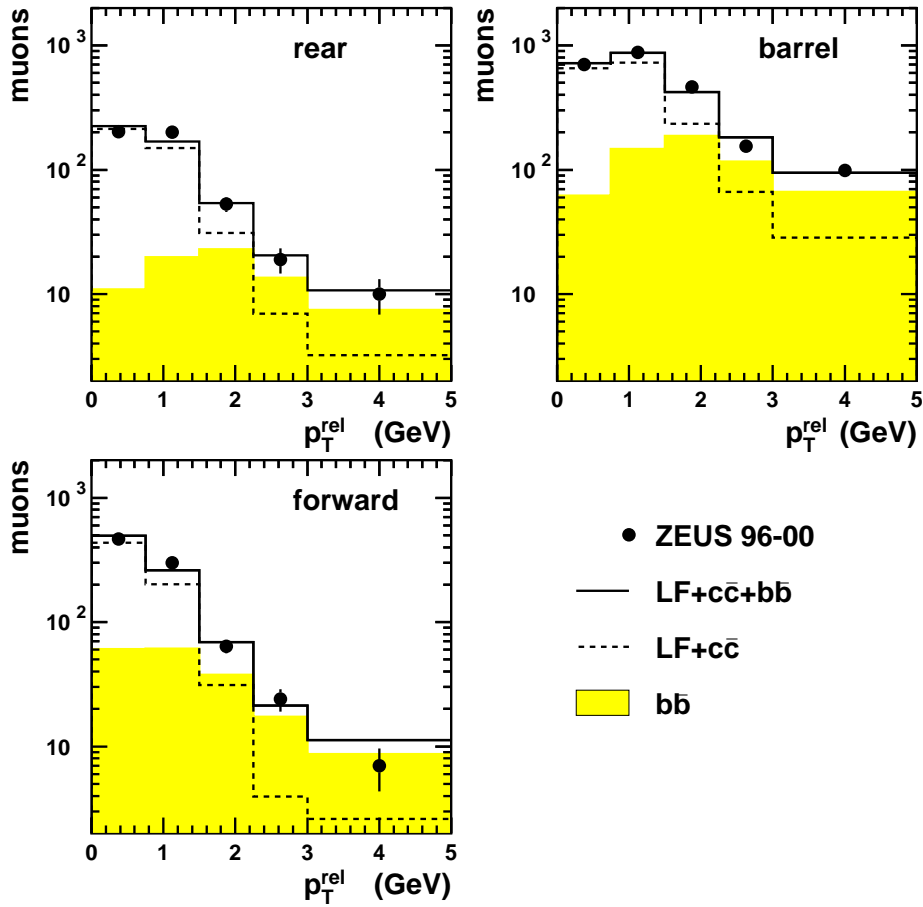 muons
10³
10²
10
rear
0 1 2 3 4 5
p_T^rel (GeV)
muons
10³
10²
10
barrel
0 1 2 3 4 5
p_T^rel (GeV)
muons
10³
10²
10
forward
0 1 2 3 4 5
p_T^rel (GeV)
ZEUS 96-00
LF+cc̄+bb̄
LF+cc̄
bb̄